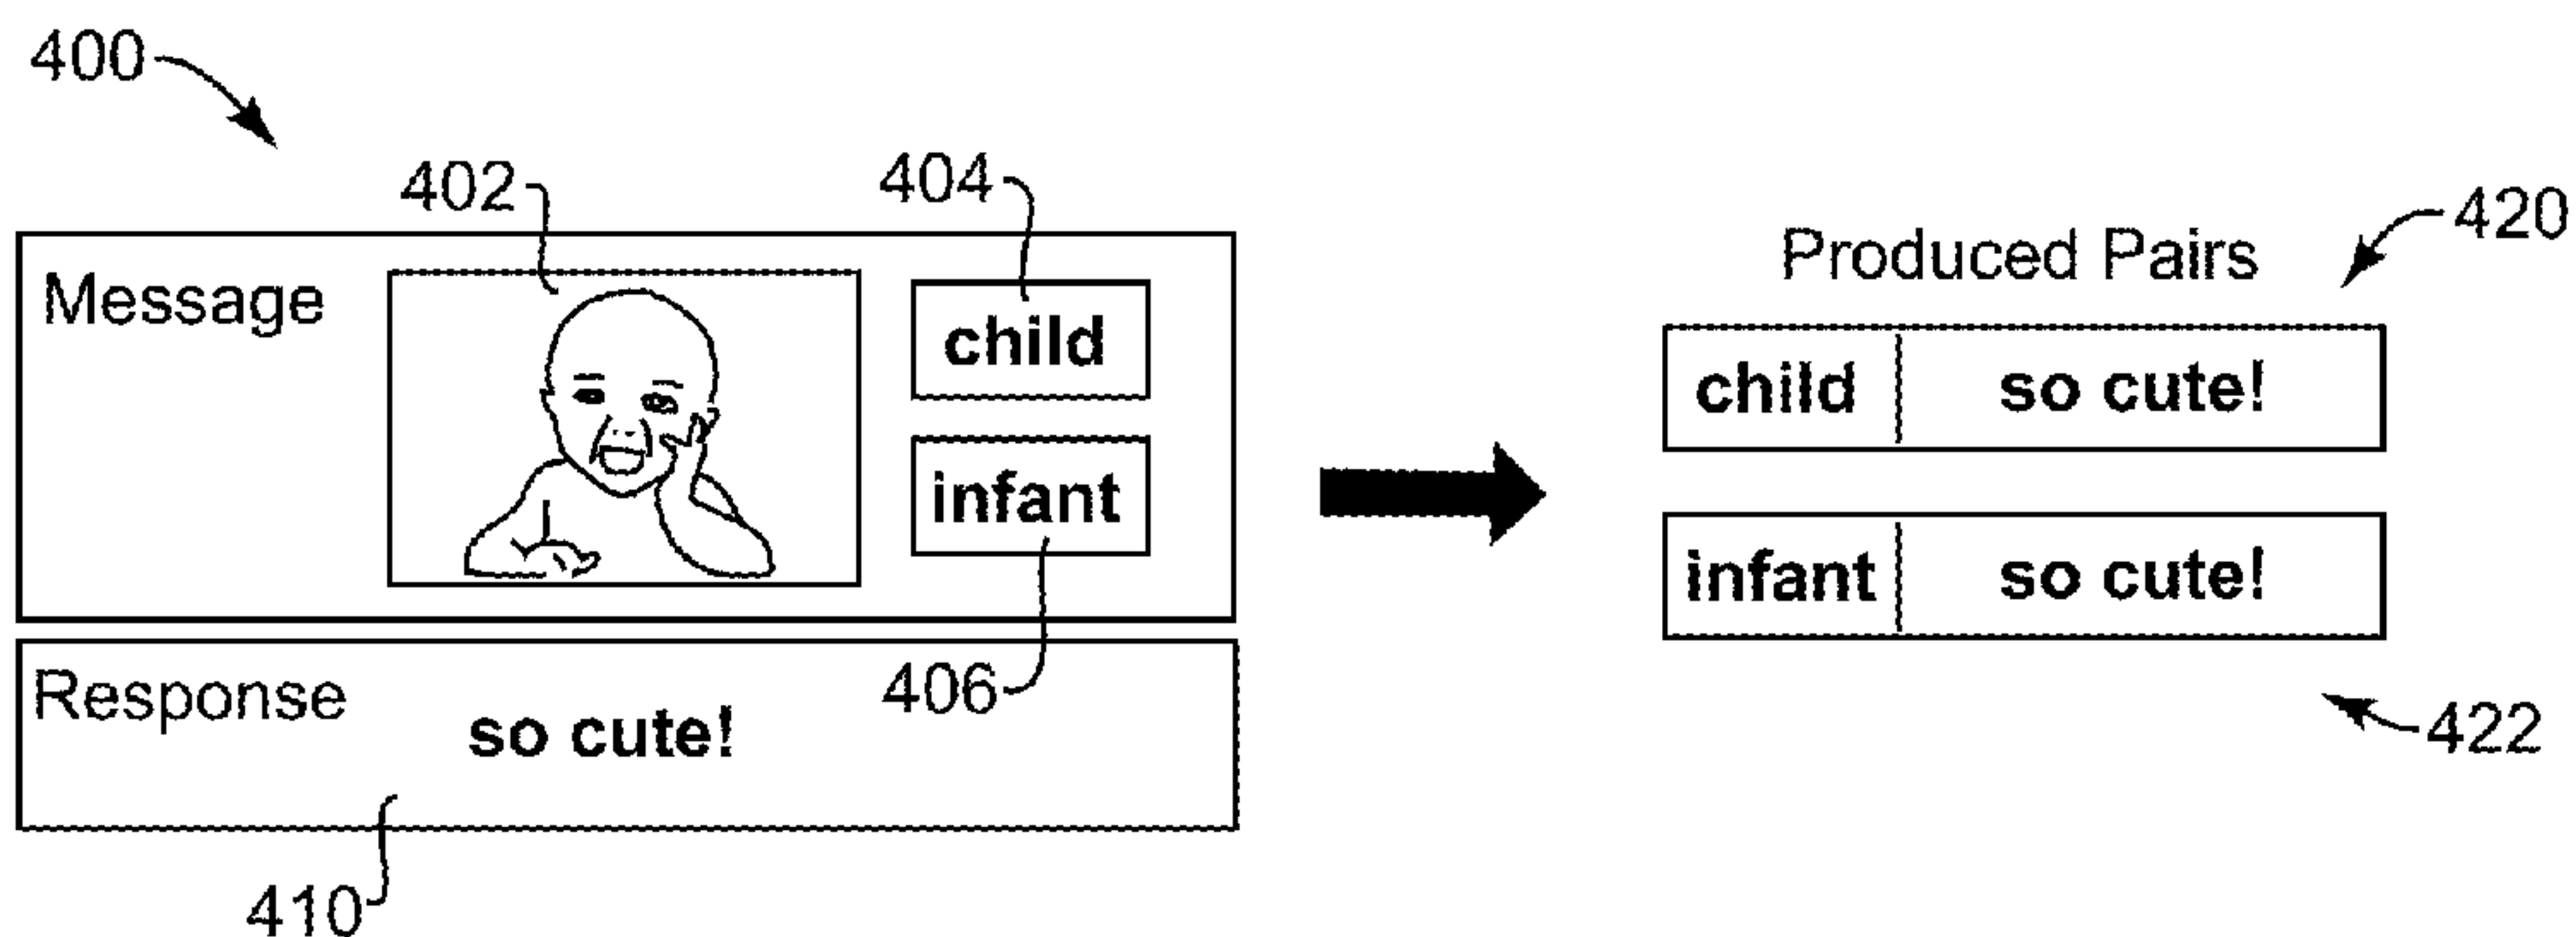 400
402
404
Message
child
infant
406
Response
so cute!
410
Produced Pairs
420
child so cute!
infant so cute!
422